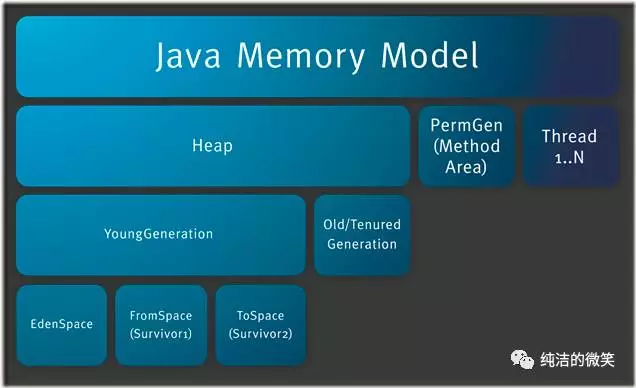 Java Memory Model
Heap
PermGen
(Method
Area)
Thread
1..N
YoungGeneration
Old/Tenured
Generation
EdenSpace
FromSpace
(Survivor1)
ToSpace
(Survivor2)
纯洁的微笑